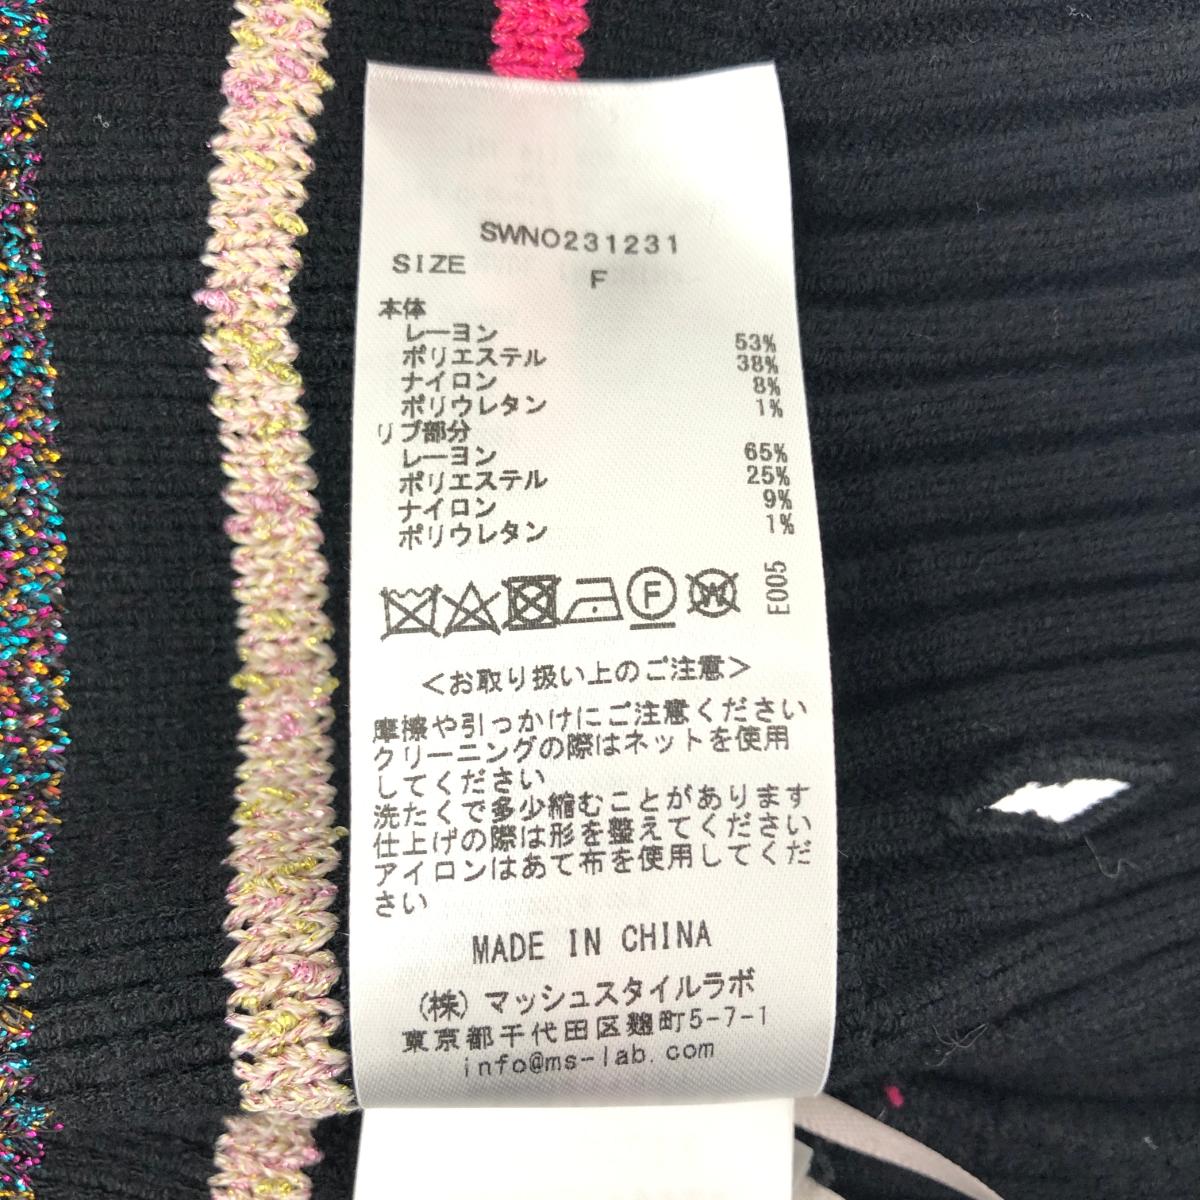 SWNO231231
SIZE F
本体
レーヨン 53%
ポリエステル 38%
ナイロン 8%
ポリウレタン 1%
リブ部分
レーヨン 65%
ポリエステル 25%
ナイロン 9%
ポリウレタン 1%
F W E005
<お取り扱い上のご注意>
摩擦や引っかけにご注意ください
クリーニングの際はネットを使用
してください
洗たくで多少縮むことがあります
仕上げの際は形を整えてください
アイロンはあて布を使用してくだ
さい
MADE IN CHINA
(株) マッシュスタイルラボ
東京都千代田区麹町5-7-1
info@ms-lab.com